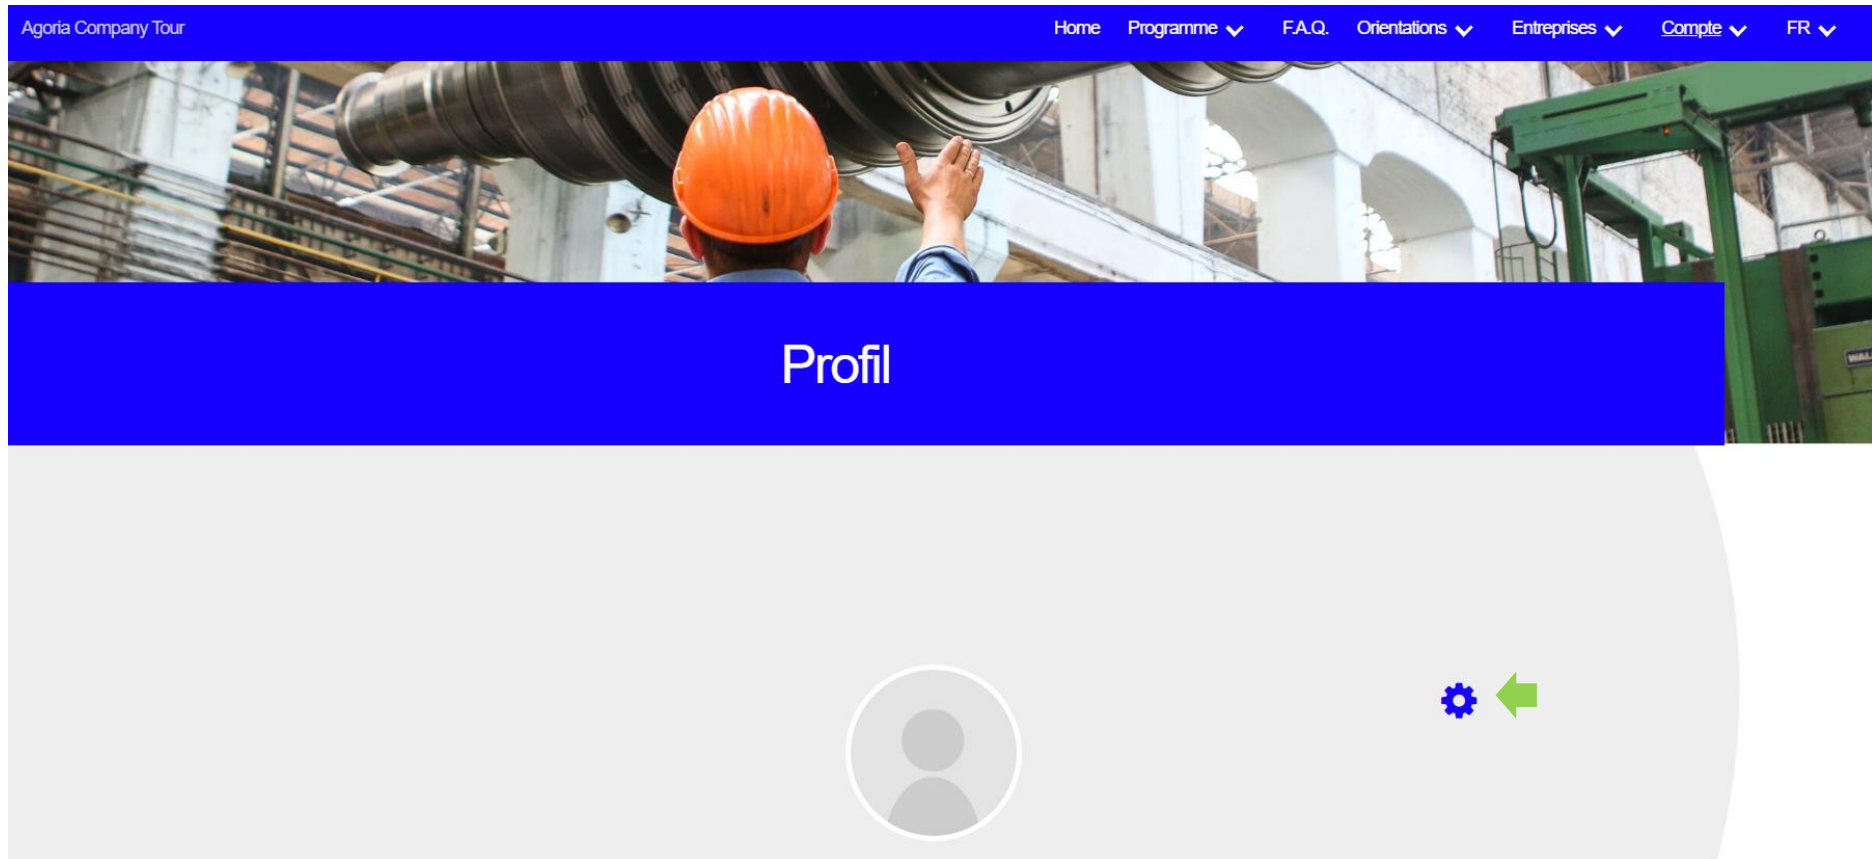 Agoria Company Tour
Home Programme F.A.Q. Orientations Entreprises Compte FR
Profil